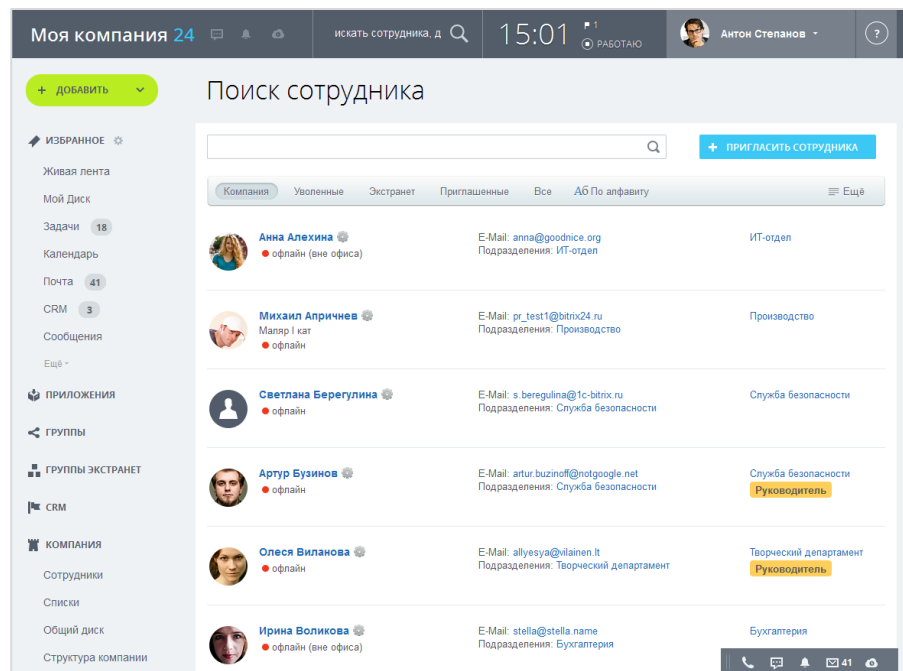 Моя компания 24
искать сотрудника, д
15:01
1
РАБОТАЮ
Антон Степанов
?
+ ДОБАВИТЬ
Поиск сотрудника
ИЗБРАННОЕ
Живая лента
Мой Диск
Задачи 18
Календарь
Почта 41
CRM 3
Сообщения
Ещё
ПРИЛОЖЕНИЯ
ГРУППЫ
ГРУППЫ ЭКСТРАНЕТ
CRM
КОМПАНИЯ
Сотрудники
Списки
Общий диск
Структура компании
+ ПРИГЛАСИТЬ СОТРУДНИКА
Компания Уволенные Экстранет Приглашенные Все Аб По алфавиту Ещё
Анна Алехина
офлайн (вне офиса)
E-Mail: anna@goodnice.org
Подразделения: ИТ-отдел
ИТ-отдел
Михаил Апричнев
Маляр I кат
офлайн
E-Mail: pr_test1@bitrix24.ru
Подразделения: Производство
Производство
Светлана Берегулина
офлайн
E-Mail: s.beregulina@1c-bitrix.ru
Подразделения: Служба безопасности
Служба безопасности
Артур Бузинов
офлайн
E-Mail: artur.buzinoff@notgoogle.net
Подразделения: Служба безопасности
Служба безопасности
Руководитель
Олеся Виланова
офлайн
E-Mail: allyesya@vilainen.lt
Подразделения: Творческий департамент
Творческий департамент
Руководитель
Ирина Воликова
офлайн (вне офиса)
E-Mail: stella@stella.name
Подразделения: Бухгалтерия
Бухгалтерия
41